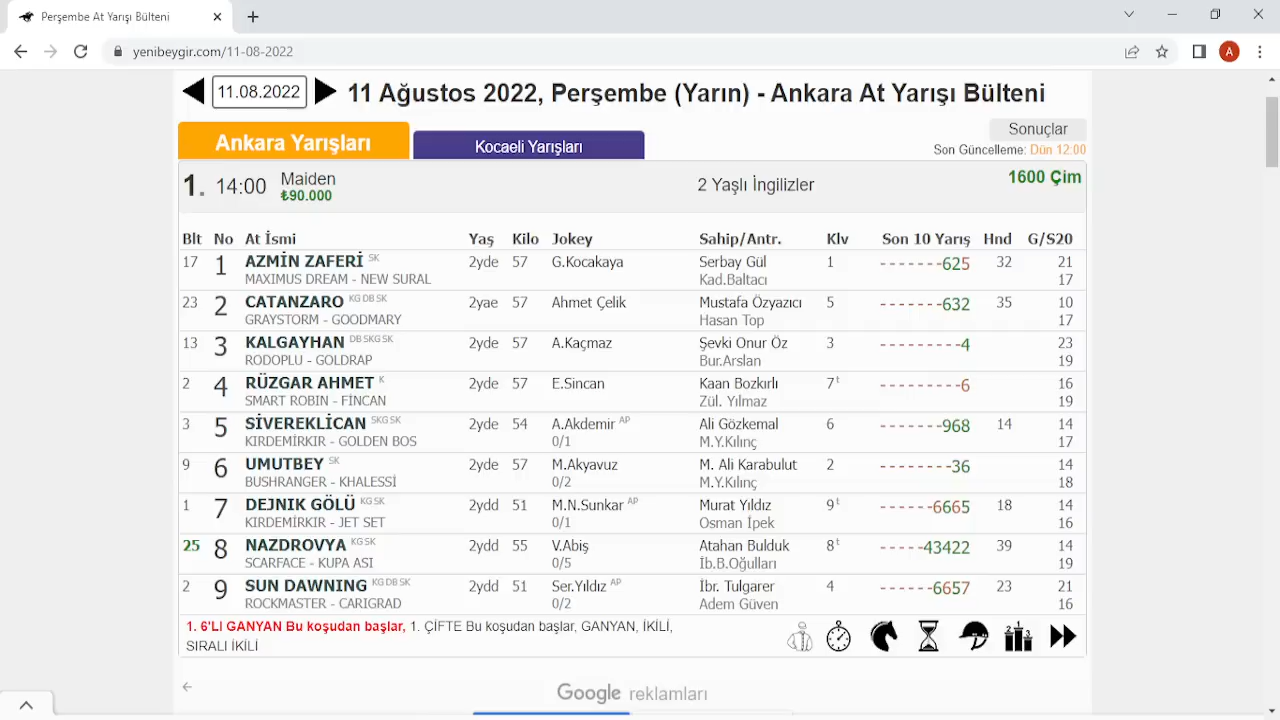 Perşembe At Yarışı Bülteni
yenibeygir.com/11-08-2022
A
11.08.2022 11 Ağustos 2022, Perşembe (Yarın) - Ankara At Yarışı Bülteni
Sonuçlar
Ankara Yarışları Kocaeli Yarışları
Son Güncelleme: Dün 12:00
1. 14:00 Maiden 2 Yaşlı İngilizler 1600 Çim
₺90.000
Blt No At İsmi Yaş Kilo Jokey Sahip/Antr. Klv Son 10 Yarış Hnd G/S20
17 1 AZMİN ZAFERİ SK 2yde 57 G.Kocakaya Serbay Gül 1 -------625 32 21
MAXIMUS DREAM - NEW SURAL Kad.Baltacı 17
23 2 CATANZARO KG DB SK 2yae 57 Ahmet Çelik Mustafa Özyazıcı 5 -------632 35 10
GRAYSTORM - GOODMARY Hasan Top 17
13 3 KALGAYHAN DB SKG SK 2yde 57 A.Kaçmaz Şevki Onur Öz 3 ---------4 23
RODOPLU - GOLDRAP Bur.Arslan 19
2 4 RÜZGAR AHMET K 2yde 57 E.Sincan Kaan Bozkırlı 7t ---------6 16
SMART ROBIN - FİNCAN Zül. Yılmaz 19
3 5 SİVEREKLİCAN SKG SK 2yde 54 A.Akdemir AP Ali Gözkemal 6 -------968 14 14
KIRDEMİRKIR - GOLDEN BOS 0/1 M.Y.Kılınç 17
9 6 UMUTBEY SK 2yde 57 M.Akyavuz M. Ali Karabulut 2 --------36 14
BUSHRANGER - KHALESSİ 0/2 M.Y.Kılınç 18
1 7 DEJNIK GÖLÜ KG SK 2ydd 51 M.N.Sunkar AP Murat Yıldız 9t ------6665 18 14
KIRDEMİRKIR - JET SET 0/1 Osman İpek 16
25 8 NAZDROVYA KG SK 2ydd 55 V.Abiş Atahan Bulduk 8t -----43422 39 14
SCARFACE - KUPA ASI 0/5 İb.B.Oğulları 19
2 9 SUN DAWNING KG DB SK 2ydd 51 Ser.Yıldız AP İbr. Tulgarer 4 ------6657 23 21
ROCKMASTER - CARIGRAD 0/2 Adem Güven 16
1. 6'LI GANYAN Bu koşudan başlar, 1. ÇİFTE Bu koşudan başlar, GANYAN, İKİLİ,
SIRALI İKİLİ
Google reklamları